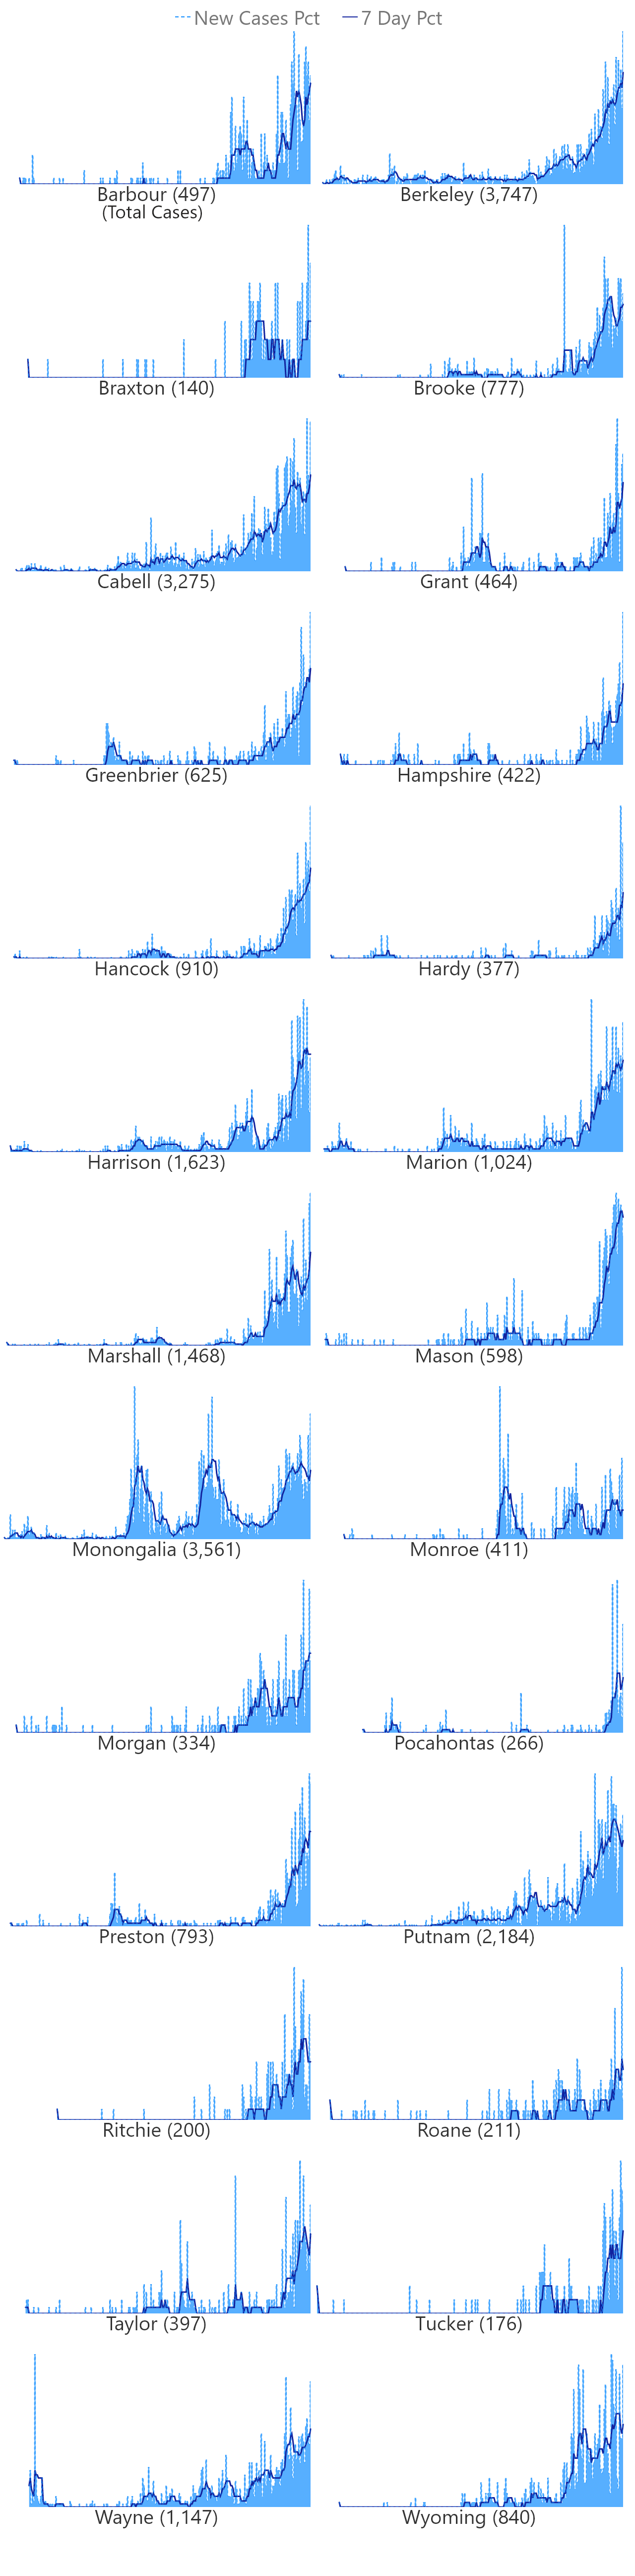 New Cases Pct 7 Day Pct
Barbour (497) Berkeley (3,747)
(Total Cases)
Braxton (140) Brooke (777)
Cabell (3,275) Grant (464)
Greenbrier (625) Hampshire (422)
Hancock (910) Hardy (377)
Harrison (1,623) Marion (1,024)
Marshall (1,468) Mason (598)
Monongalia (3,561) Monroe (411)
Morgan (334) Pocahontas (266)
Preston (793) Putnam (2,184)
Ritchie (200) Roane (211)
Taylor (397) Tucker (176)
Wayne (1,147) Wyoming (840)